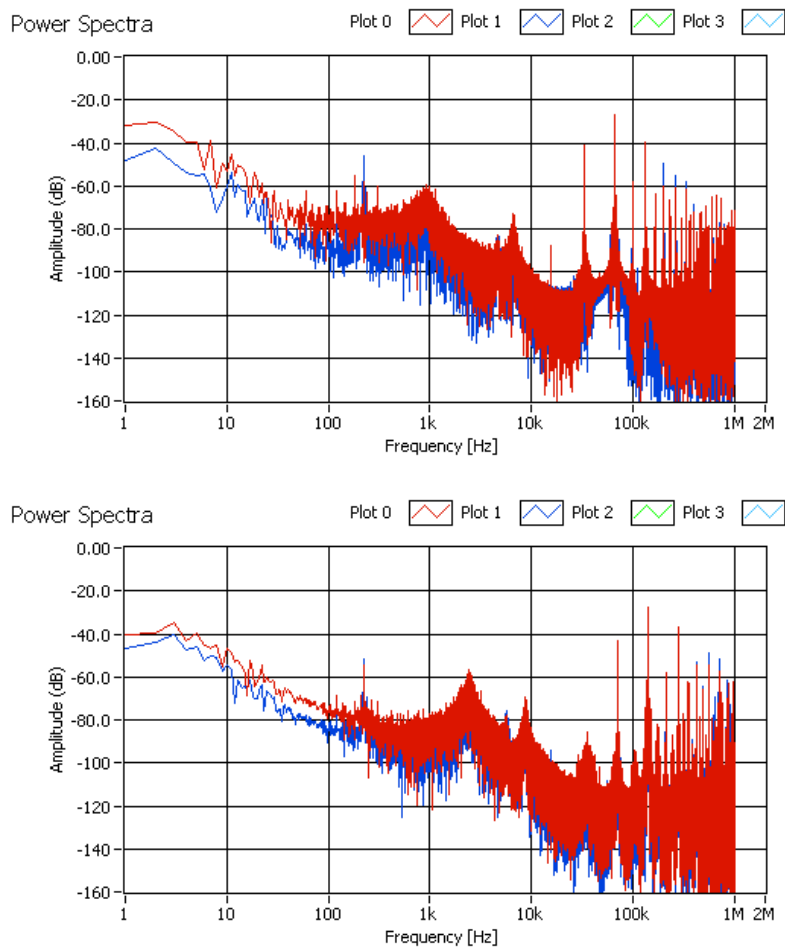 Power Spectra Plot 0 Plot 1 Plot 2 Plot 3
0.00
-20.0
-40.0
-60.0
-80.0
-100
-120
-140
-160
Amplitude (dB)
1 10 100 1k 10k 100k 1M 2M
Frequency [Hz]
Power Spectra Plot 0 Plot 1 Plot 2 Plot 3
0.00
-20.0
-40.0
-60.0
-80.0
-100
-120
-140
-160
Amplitude (dB)
1 10 100 1k 10k 100k 1M 2M
Frequency [Hz]